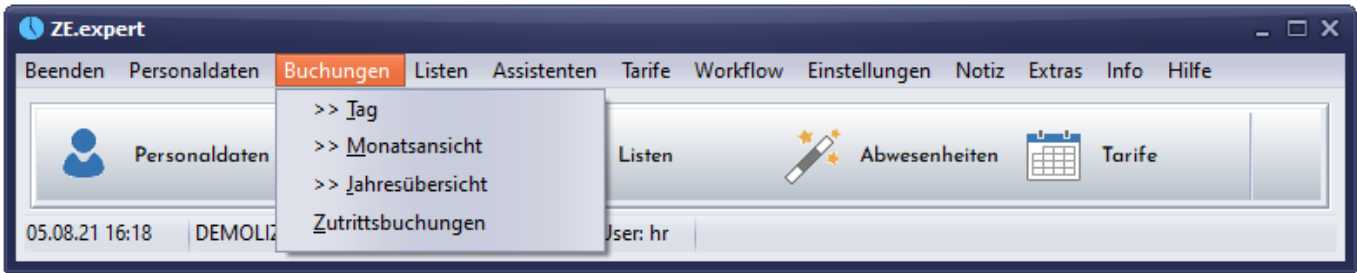 ZE.expert
Beenden Personaldaten Buchungen Listen Assistenten Tarife Workflow Einstellungen Notiz Extras Info Hilfe
>> Tag
>> Monatsansicht
>> Jahresübersicht
Zutrittsbuchungen
Personaldaten Listen Abwesenheiten Tarife
05.08.21 16:18 User: hr